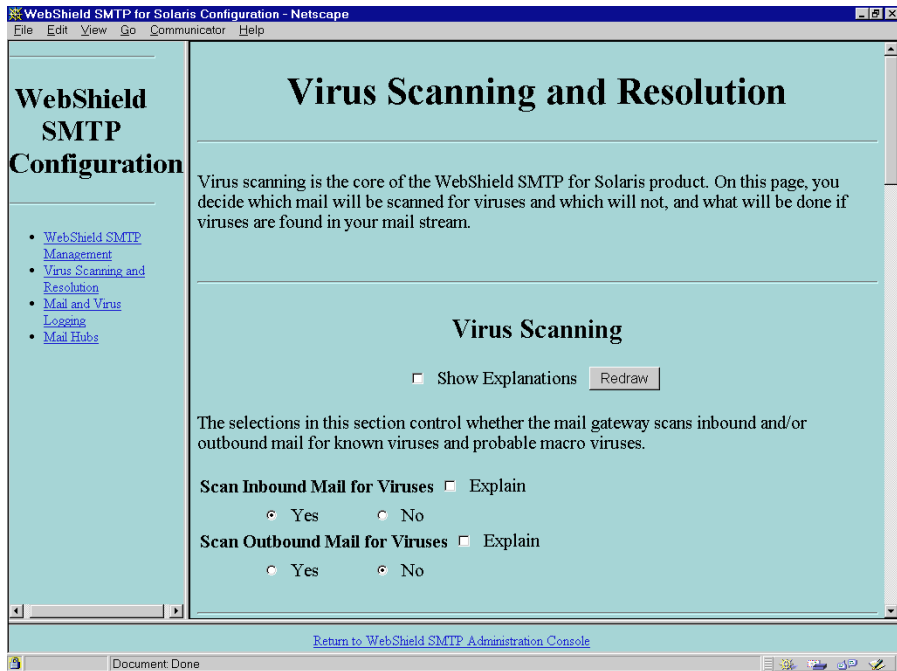 WebShield SMTP for Solaris Configuration - Netscape
File Edit View Go Communicator Help
WebShield
SMTP
Configuration
WebShield SMTP
Management
Virus Scanning and
Resolution
Mail and Virus
Logging
Mail Hubs
Virus Scanning and Resolution
Virus scanning is the core of the WebShield SMTP for Solaris product. On this page, you
decide which mail will be scanned for viruses and which will not, and what will be done if
viruses are found in your mail stream.
Virus Scanning
Show Explanations Redraw
The selections in this section control whether the mail gateway scans inbound and/or
outbound mail for known viruses and probable macro viruses.
Scan Inbound Mail for Viruses Explain
Yes No
Scan Outbound Mail for Viruses Explain
Yes No
Return to WebShield SMTP Administration Console
Document: Done